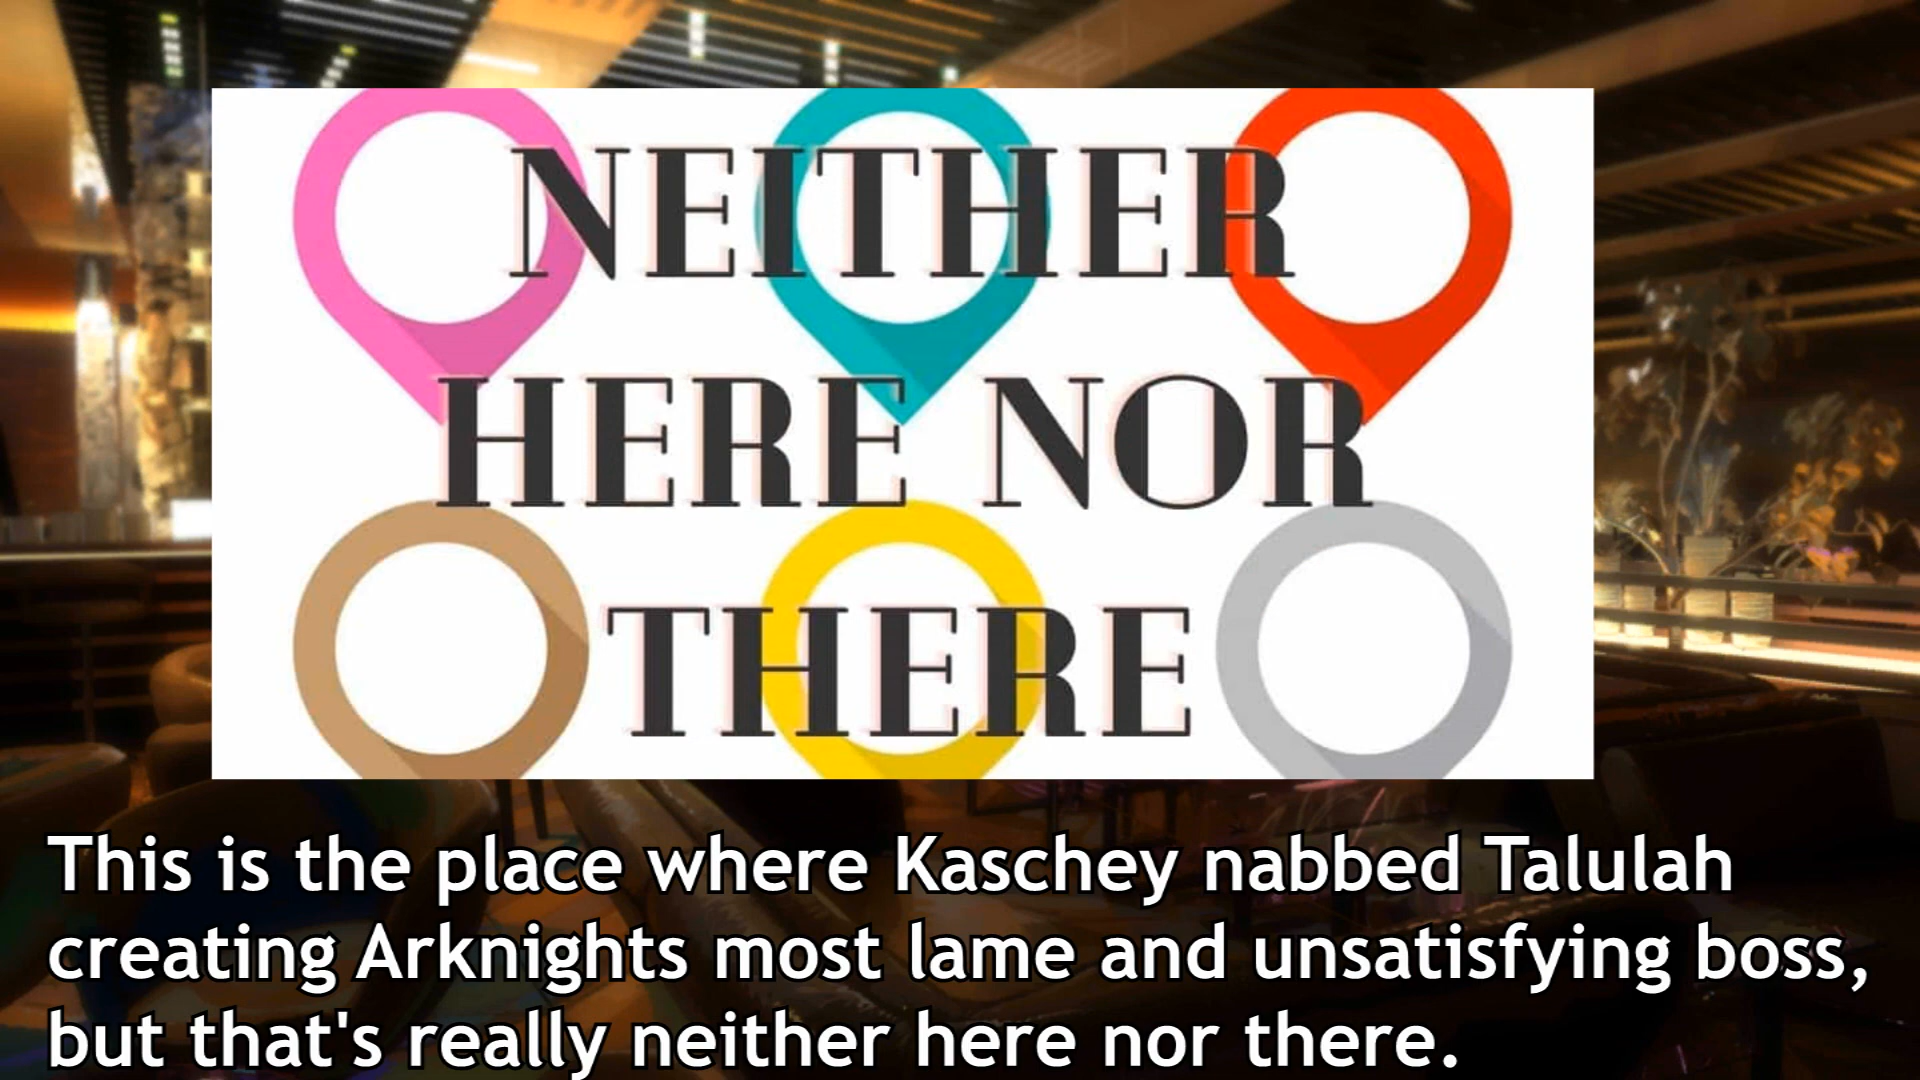 NEITHER
HERE NOR
THERE
This is the place where Kaschey nabbed Talulah
creating Arknights most lame and unsatisfying boss,
but that's really neither here nor there.